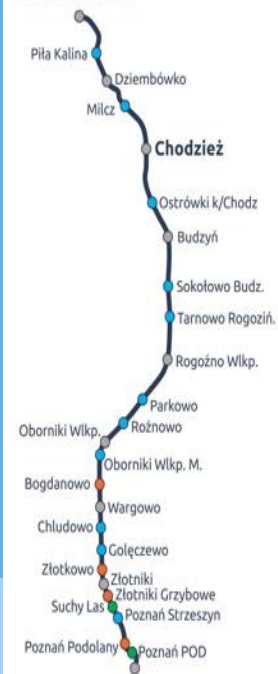 Piła Kalina
Dziembówko
Milcz
Chodzież
Ostrówki k/Chodz
Budzyń
Sokołowo Budz.
Tarnowo Rogoziń.
Rogoźno Wlkp.
Parkowo
Rożnowo
Oborniki Wlkp.
Oborniki Wlkp. M.
Bogdanowo
Wargowo
Chludowo
Golęczewo
Złotkowo
Złotniki
Złotniki Grzybowe
Suchy Las
Poznań Strzeszyn
Poznań Podolany
Poznań POD